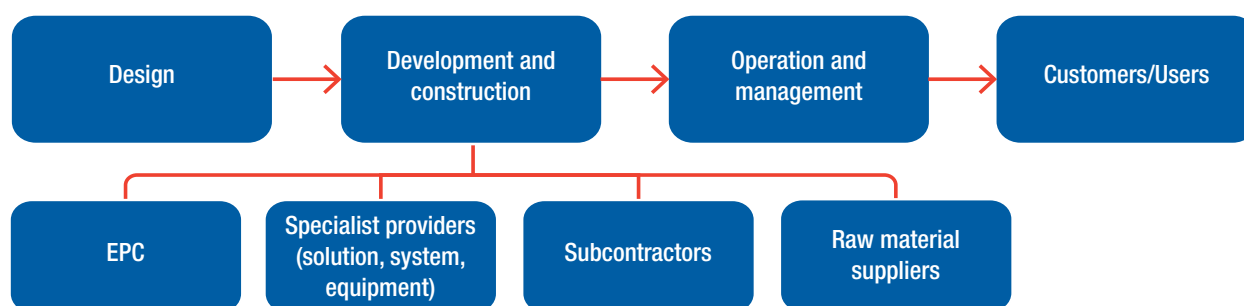 Design
Development and
construction
Operation and
management
Customers/Users
EPC
Specialist providers
(solution, system,
equipment)
Subcontractors
Raw material
suppliers